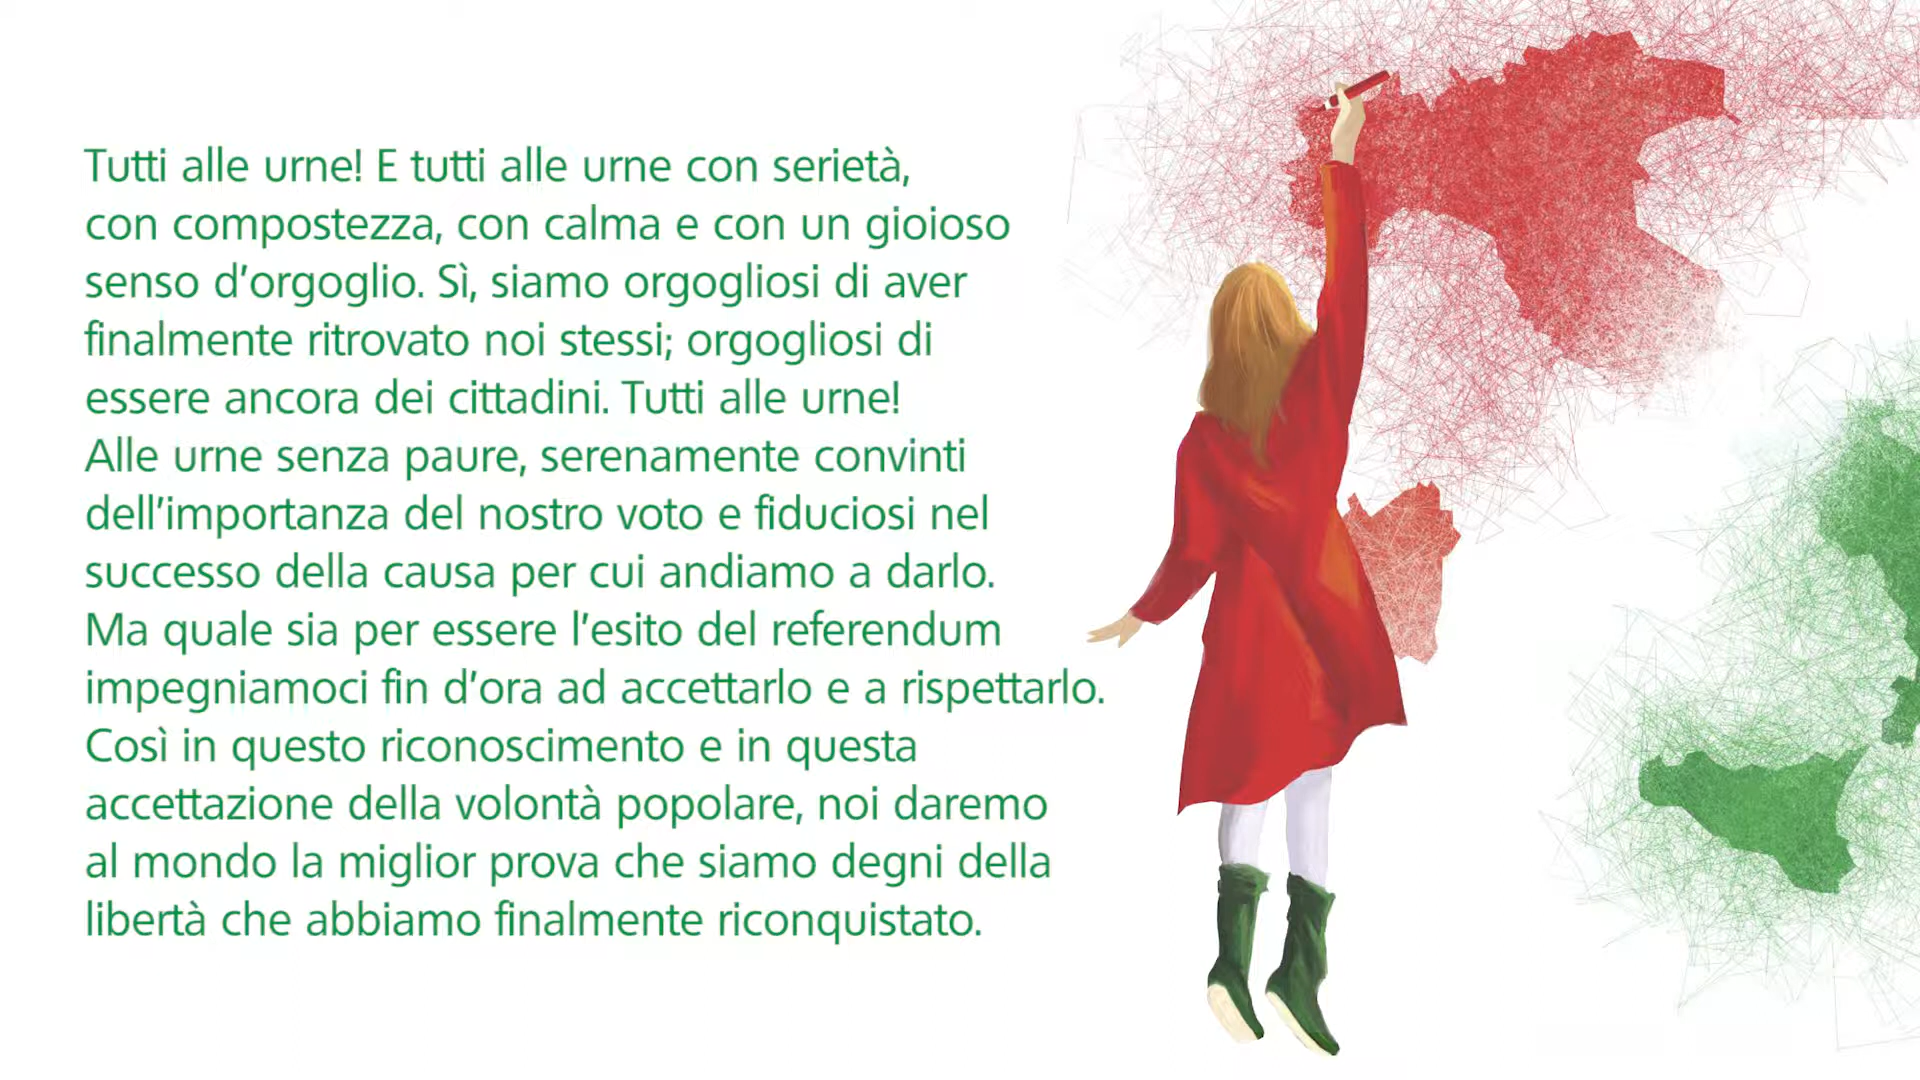 Tutti alle urne! E tutti alle urne con serietà,
con compostezza, con calma e con un gioioso
senso d’orgoglio. Sì, siamo orgogliosi di aver
finalmente ritrovato noi stessi; orgogliosi di
essere ancora dei cittadini. Tutti alle urne!
Alle urne senza paure, serenamente convinti
dell’importanza del nostro voto e fiduciosi nel
successo della causa per cui andiamo a darlo.
Ma quale sia per essere l’esito del referendum
impegniamoci fin d’ora ad accettarlo e a rispettarlo.
Così in questo riconoscimento e in questa
accettazione della volontà popolare, noi daremo
al mondo la miglior prova che siamo degni della
libertà che abbiamo finalmente riconquistato.